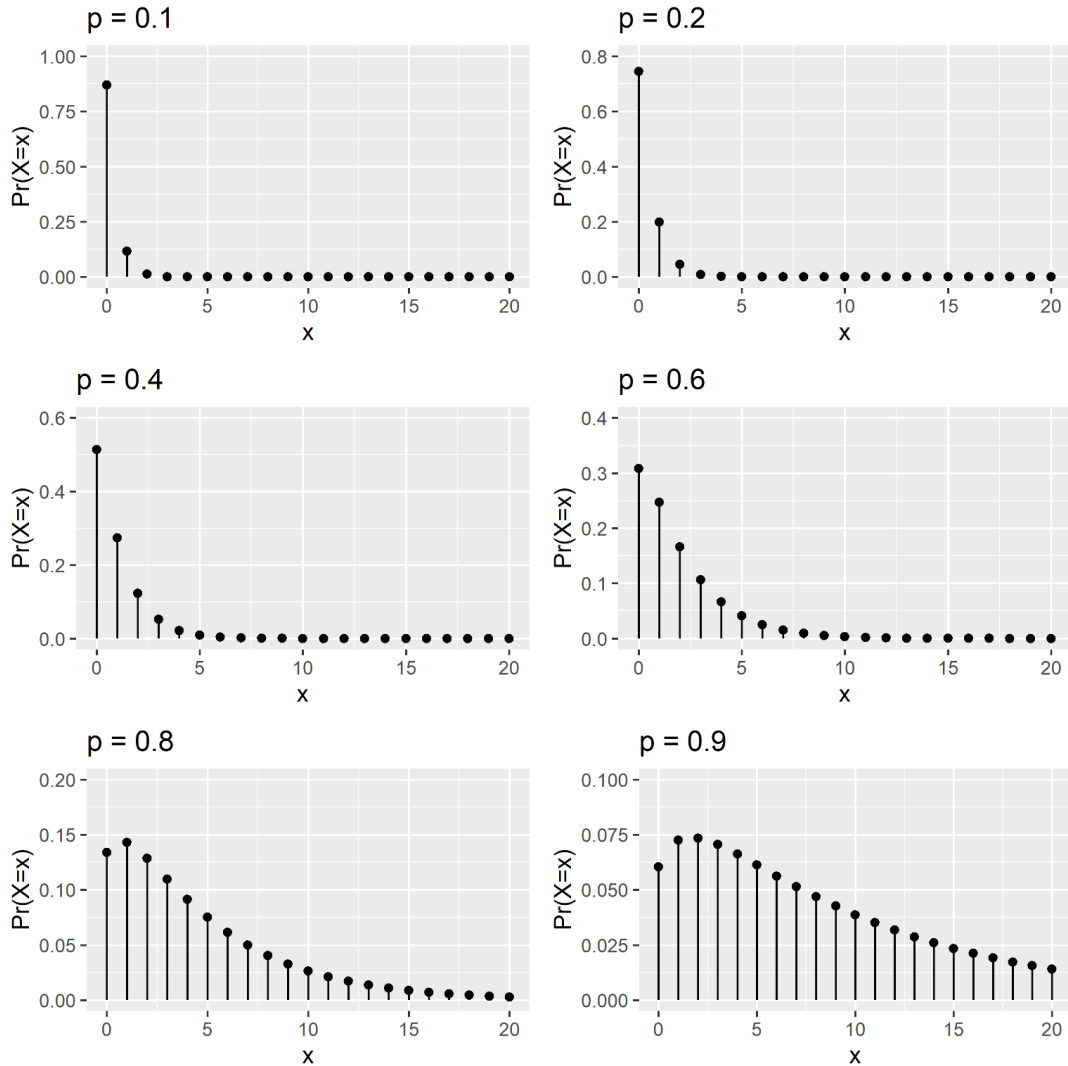 p = 0.1
1.00
0.75
0.50
0.25
0.00
Pr(X=x)
0 5 10 15 20
x
p = 0.2
0.8
0.6
0.4
0.2
0.0
Pr(X=x)
0 5 10 15 20
x
p = 0.4
0.6
0.4
0.2
0.0
Pr(X=x)
0 5 10 15 20
x
p = 0.6
0.4
0.3
0.2
0.1
0.0
Pr(X=x)
0 5 10 15 20
x
p = 0.8
0.20
0.15
0.10
0.05
0.00
Pr(X=x)
0 5 10 15 20
x
p = 0.9
0.100
0.075
0.050
0.025
0.000
Pr(X=x)
0 5 10 15 20
x